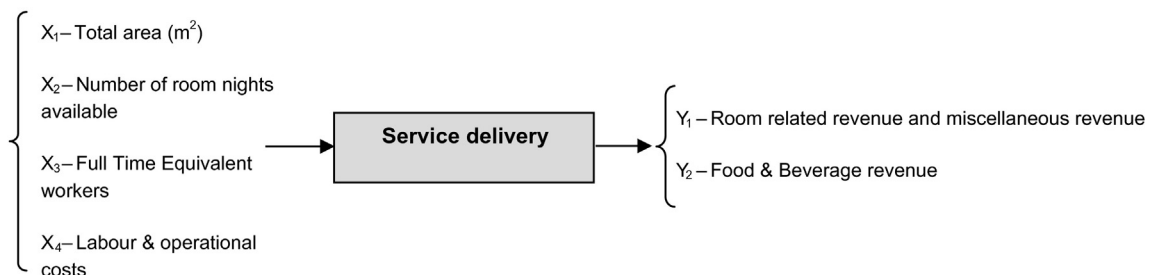 X₁– Total area (m²)
X₂– Number of room nights
available
X₃– Full Time Equivalent
workers
X₄– Labour & operational
costs
Service delivery
Y₁ – Room related revenue and miscellaneous revenue
Y₂ – Food & Beverage revenue